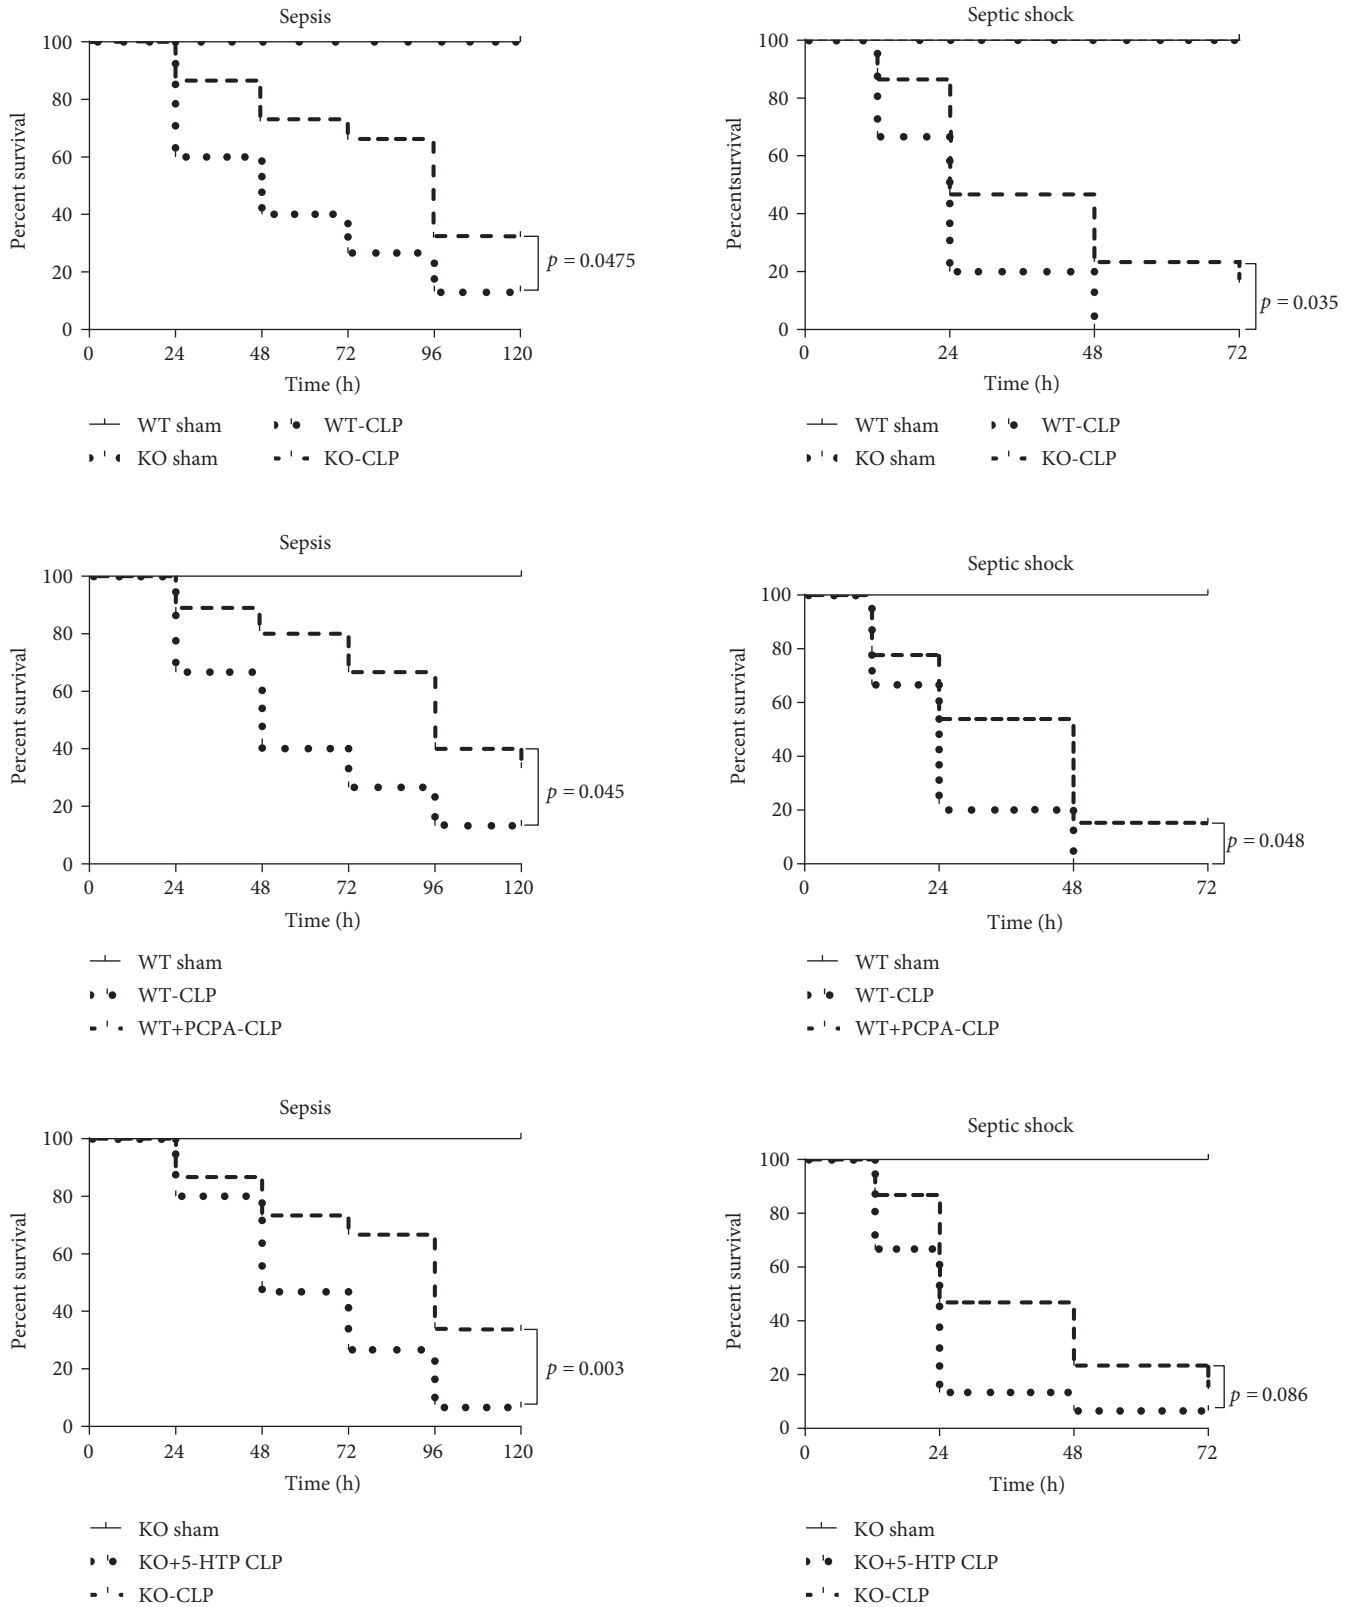 Sepsis
Percent survival
100
80
60
40
20
0
0 24 48 72 96 120
Time (h)
p = 0.0475
WT sham
KO sham
WT-CLP
KO-CLP
Septic shock
Percentsurvival
100
80
60
40
20
0
0 24 48 72
Time (h)
p = 0.035
WT sham
KO sham
WT-CLP
KO-CLP
Sepsis
Percent survival
100
80
60
40
20
0
0 24 48 72 96 120
Time (h)
p = 0.045
WT sham
WT-CLP
WT+PCPA-CLP
Septic shock
Percent survival
100
80
60
40
20
0
0 24 48 72
Time (h)
p = 0.048
WT sham
WT-CLP
WT+PCPA-CLP
Sepsis
Percent survival
100
80
60
40
20
0
0 24 48 72 96 120
Time (h)
p = 0.003
KO sham
KO+5-HTP CLP
KO-CLP
Septic shock
Percent survival
100
80
60
40
20
0
0 24 48 72
Time (h)
p = 0.086
KO sham
KO+5-HTP CLP
KO-CLP